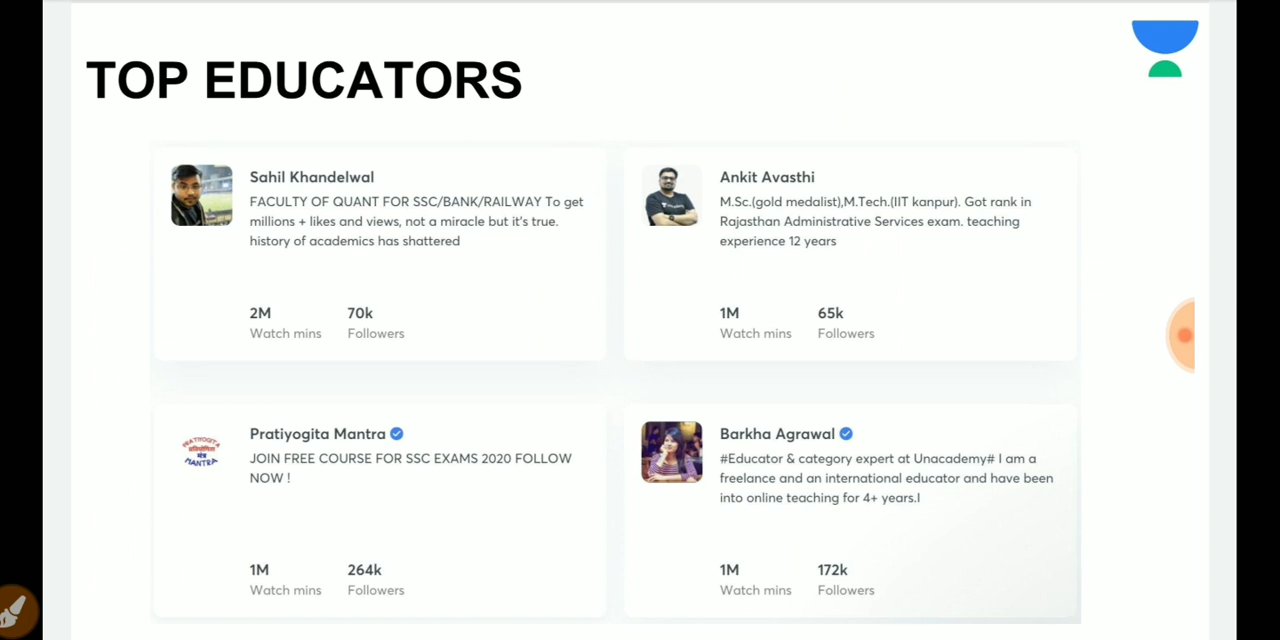 TOP EDUCATORS
Sahil Khandelwal
FACULTY OF QUANT FOR SSC/BANK/RAILWAY To get
millions + likes and views, not a miracle but it's true.
history of academics has shattered
2M 70k
Watch mins Followers
Ankit Avasthi
M.Sc.(gold medalist),M.Tech.(IIT kanpur). Got rank in
Rajasthan Administrative Services exam. teaching
experience 12 years
1M 65k
Watch mins Followers
PRATIYOGITA
प्रतियोगिता
मंत्र
MANTRA
Pratiyogita Mantra
JOIN FREE COURSE FOR SSC EXAMS 2020 FOLLOW
NOW !
1M 264k
Watch mins Followers
Barkha Agrawal
#Educator & category expert at Unacademy# I am a
freelance and an international educator and have been
into online teaching for 4+ years.I
1M 172k
Watch mins Followers